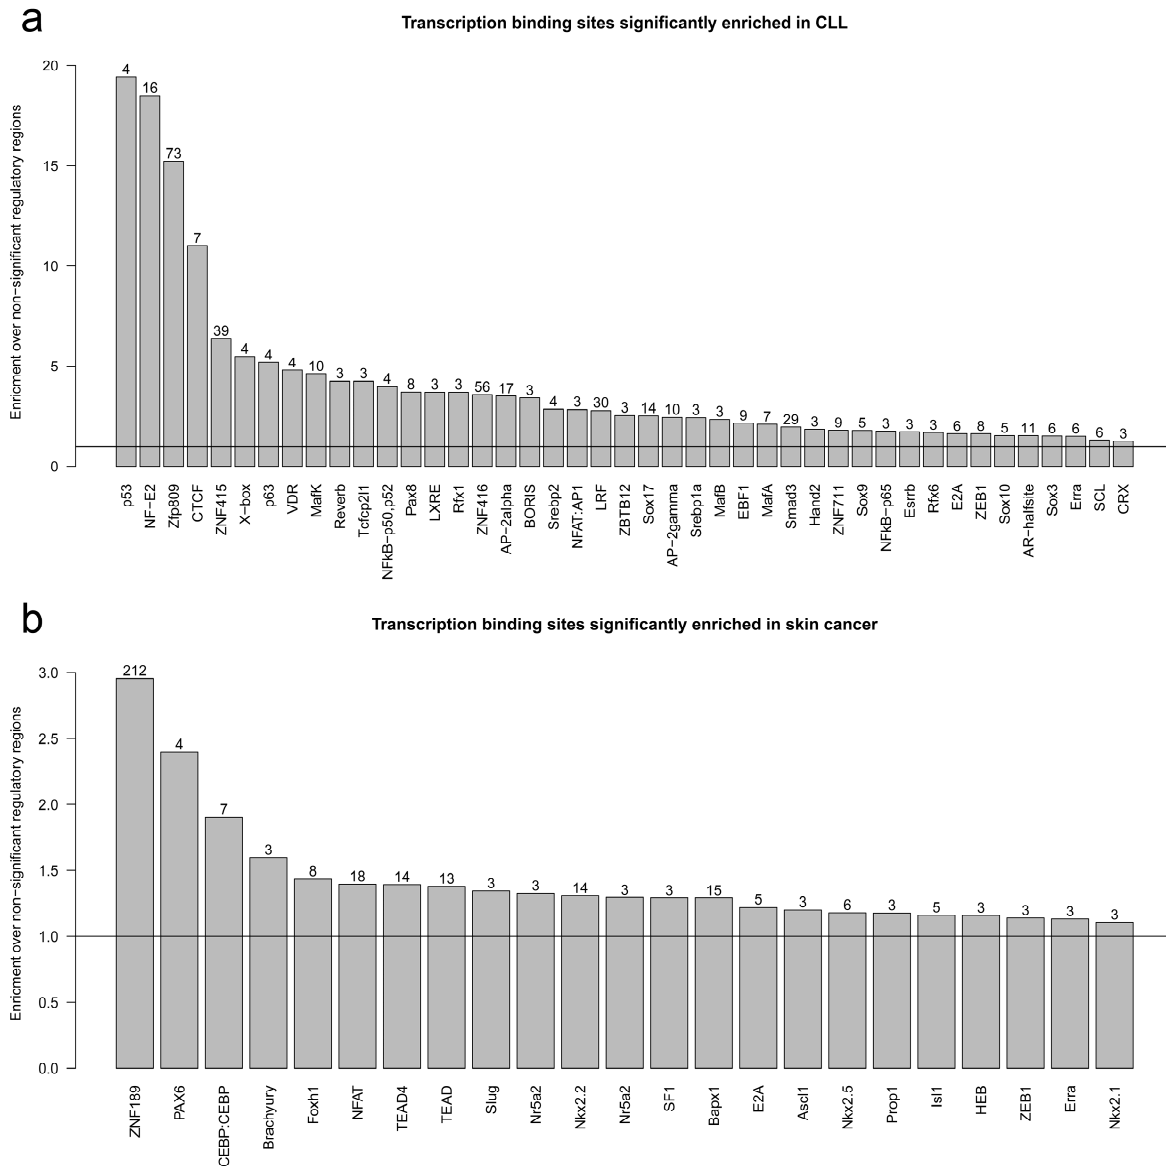 a
Transcription binding sites significantly enriched in CLL
Enricment over non−significant regulatory regions
20
15
10
5
0
4 16 73 7 39 4 4 4 10 3 3 4 8 3 3 56 17 3 4 3 30 3 14 10 3 3 9 7 29 3 9 5 3 3 3 6 8 5 11 6 6 6 3
p53 NF−E2 Zfp809 CTCF ZNF415 X−box p63 VDR MafK Reverb Tcfcp2l1 NFkB−p50,p52 Pax8 LXRE Rfx1 ZNF416 AP−2alpha BORIS Srebp2 NFAT:AP1 LRF ZBTB12 Sox17 AP−2gamma Srebp1a MafB EBF1 MafA Smad3 Hand2 ZNF711 Sox9 NFkB−p65 Esrrb Rfx6 E2A ZEB1 Sox10 AR−halfsite Sox3 Erra SCL CRX
b
Transcription binding sites significantly enriched in skin cancer
Enricment over non−significant regulatory regions
3.0
2.5
2.0
1.5
1.0
0.5
0.0
212 4 7 3 8 18 14 13 3 3 14 3 3 15 5 3 6 3 5 3 3 3 3
ZNF189 PAX6 CEBP:CEBP Brachyury Foxh1 NFAT TEAD4 TEAD Slug Nr5a2 Nkx2.2 Nr5a2 SF1 Bapx1 E2A Ascl1 Nkx2.5 Prop1 Isl1 HEB ZEB1 Erra Nkx2.1